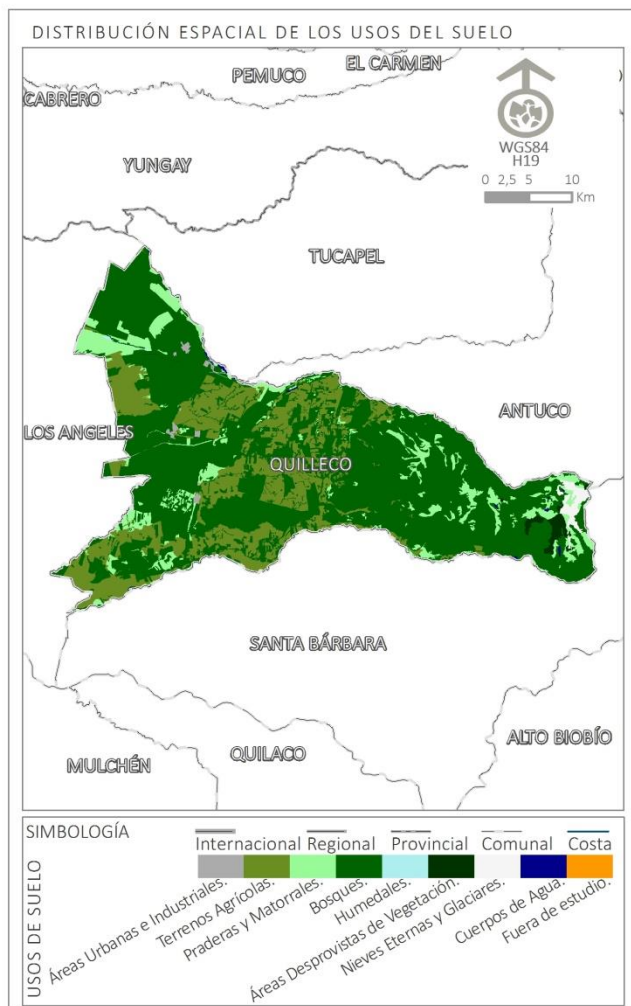 DISTRIBUCIÓN ESPACIAL DE LOS USOS DEL SUELO
EL CARMEN
PEMUCO
CABRERO
YUNGAY
WGS84
H19
0 2,5 5 10
Km
TUCAPEL
ANTUCO
LOS ANGELES
QUILLECO
SANTA BÁRBARA
ALTO BIOBÍO
QUILACO
MULCHÉN
SIMBOLOGÍA
Internacional Regional Provincial Comunal Costa
USOS DE SUELO
Áreas Urbanas e Industriales.
Terrenos Agrícolas.
Praderas y Matorrales.
Bosques.
Humedales.
Áreas Desprovistas de Vegetación.
Nieves Eternas y Glaciares.
Cuerpos de Agua.
Fuera de estudio.